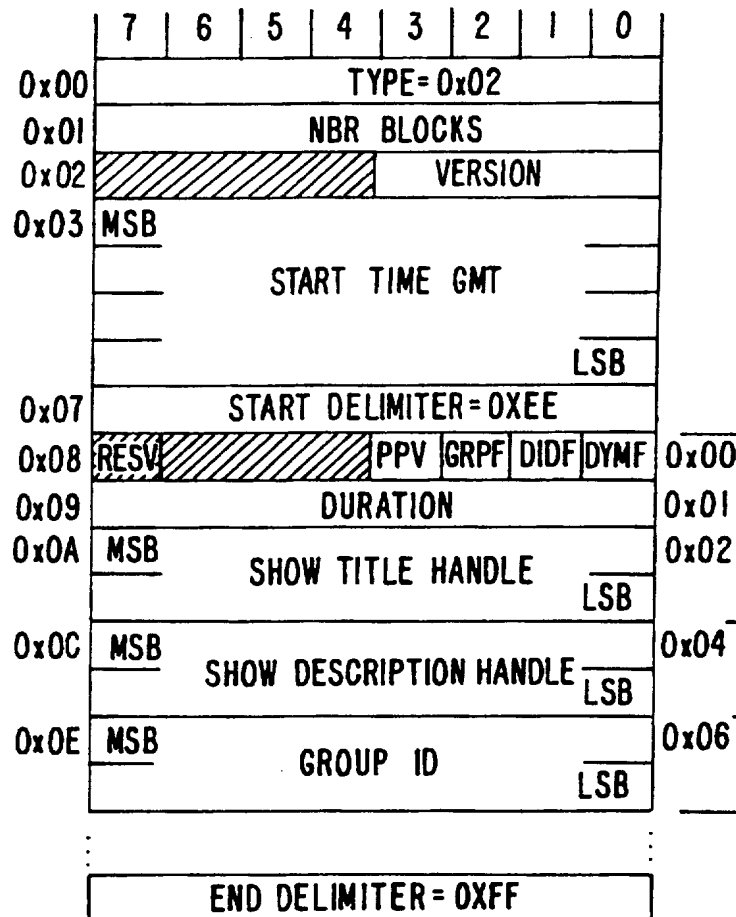 7 6 5 4 3 2 1 0
0x00 TYPE=0x02
0x01 NBR BLOCKS
0x02 VERSION
0x03 MSB
START TIME GMT
LSB
0x07 START DELIMITER=0XEE
0x08 RESV PPV GRPF DIDF DYMF 0x00
0x09 DURATION 0x01
0x0A MSB 0x02
SHOW TITLE HANDLE
LSB
0x0C MSB 0x04
SHOW DESCRIPTION HANDLE
LSB
0x0E MSB 0x06
GROUP ID
LSB
END DELIMITER=0XFF